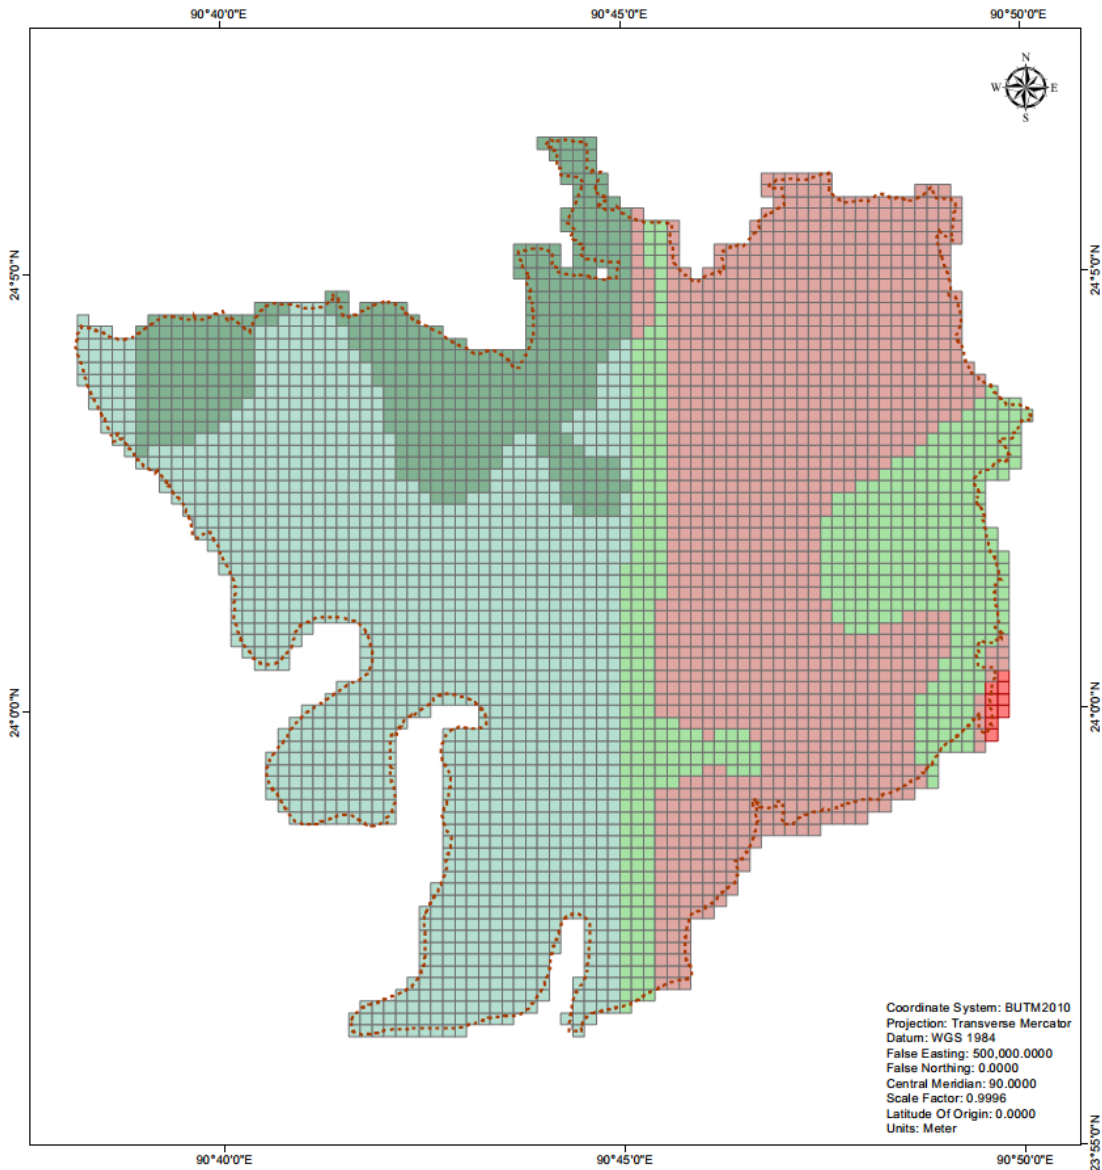 90°40'0"E 90°45'0"E 90°50'0"E
N
W E
S
24°5'0"N 24°5'0"N
24°0'0"N 24°0'0"N
Coordinate System: BUTM2010
Projection: Transverse Mercator
Datum: WGS 1984
False Easting: 500,000.0000
False Northing: 0.0000
Central Meridian: 90.0000
Scale Factor: 0.9996
Latitude Of Origin: 0.0000
Units: Meter
23°55'0"N
90°40'0"E 90°45'0"E 90°50'0"E